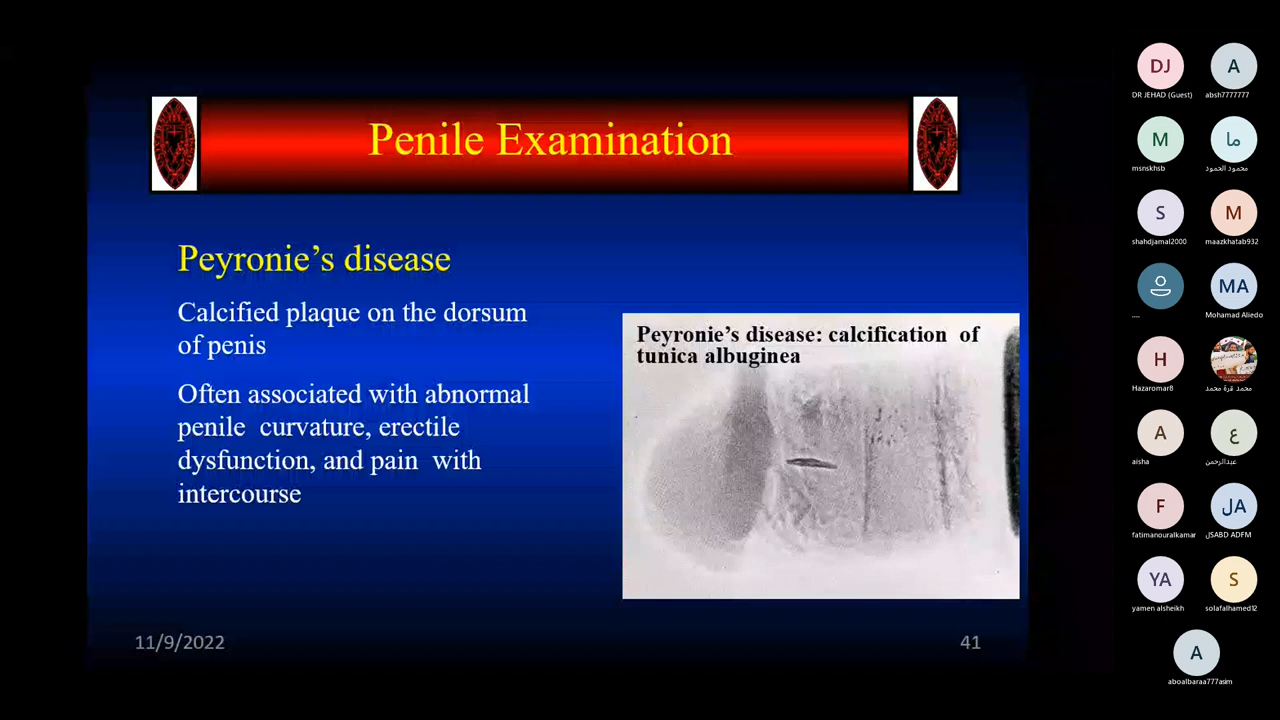 Penile Examination
Peyronie's disease
Calcified plaque on the dorsum
of penis
Often associated with abnormal
penile curvature, erectile
dysfunction, and pain with
intercourse
Peyronie's disease: calcification of
tunica albuginea
11/9/2022
41
DJ
DR JEHAD (Guest)
A
absh7777777
M
msnskhsb
ما
محمود الحمود
S
shahdjamal2000
M
maazkhatab932
...
MA
Mohamad Aliedo
H
Hazaromar8
محمد قرة محمد
A
aisha
ع
عبدالرحمن
F
fatimanouralkamar
JA
JSABD ADFM
YA
yamen alsheikh
S
solafalhamed12
A
aboalbaraa777asim